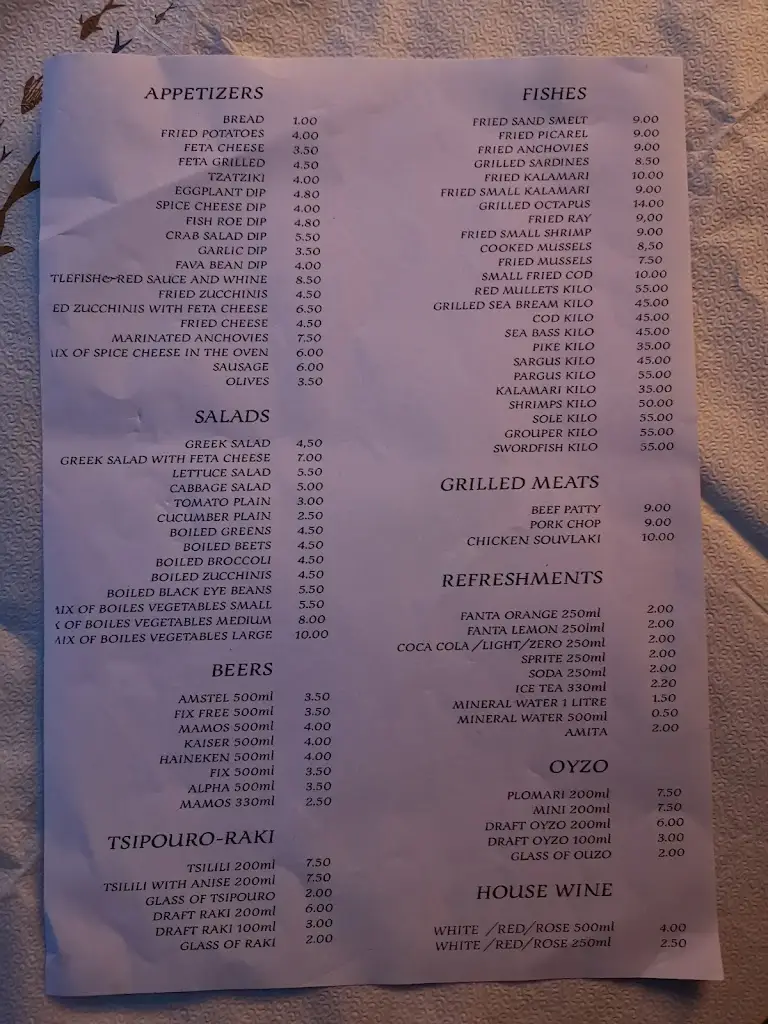 APPETIZERS
BREAD 1.00
FRIED POTATOES 4.00
FETA CHEESE 3.50
FETA GRILLED 4.50
TZATZIKI 4.00
EGGPLANT DIP 4.80
SPICE CHEESE DIP 4.00
FISH ROE DIP 4.80
CRAB SALAD DIP 5.50
GARLIC DIP 3.50
FAVA BEAN DIP 4.00
TLEFISH RED SAUCE AND WHINE 8.50
FRIED ZUCCHINIS 4.50
ED ZUCCHINIS WITH FETA CHEESE 6.50
FRIED CHEESE 4.50
MARINATED ANCHOVIES 7.50
IX OF SPICE CHEESE IN THE OVEN 6.00
SAUSAGE 6.00
OLIVES 3.50
SALADS
GREEK SALAD 4,50
GREEK SALAD WITH FETA CHEESE 7.00
LETTUCE SALAD 5.50
CABBAGE SALAD 5.00
TOMATO PLAIN 3.00
CUCUMBER PLAIN 2.50
BOILED GREENS 4.50
BOILED BEETS 4.50
BOILED BROCCOLI 4.50
BOILED ZUCCHINIS 4.50
BOILED BLACK EYE BEANS 5.50
IX OF BOILES VEGETABLES SMALL 5.50
X OF BOILES VEGETABLES MEDIUM 8.00
IX OF BOILES VEGETABLES LARGE 10.00
BEERS
AMSTEL 500ml 3.50
FIX FREE 500ml 3.50
MAMOS 500ml 4.00
KAISER 500ml 4.00
HAINEKEN 500ml 4.00
FIX 500ml 3.50
ALPHA 500ml 3.50
MAMOS 330ml 2.50
TSIPOURO-RAKI
TSILILI 200ml 7.50
TSILILI WITH ANISE 200ml 7.50
GLASS OF TSIPOURO 2.00
DRAFT RAKI 200ml 6.00
DRAFT RAKI 100ml 3.00
GLASS OF RAKI 2.00
FISHES
FRIED SAND SMELT 9.00
FRIED PICAREL 9.00
FRIED ANCHOVIES 9.00
GRILLED SARDINES 8.50
FRIED KALAMARI 10.00
FRIED SMALL KALAMARI 9.00
GRILLED OCTAPUS 14.00
FRIED RAY 9,00
FRIED SMALL SHRIMP 9.00
COOKED MUSSELS 8,50
FRIED MUSSELS 7.50
SMALL FRIED COD 10.00
RED MULLETS KILO 55.00
GRILLED SEA BREAM KILO 45.00
COD KILO 45.00
SEA BASS KILO 45.00
PIKE KILO 35.00
SARGUS KILO 45.00
PARGUS KILO 55.00
KALAMARI KILO 35.00
SHRIMPS KILO 50.00
SOLE KILO 55.00
GROUPER KILO 55.00
SWORDFISH KILO 55.00
GRILLED MEATS
BEEF PATTY 9.00
PORK CHOP 9.00
CHICKEN SOUVLAKI 10.00
REFRESHMENTS
FANTA ORANGE 250ml 2.00
FANTA LEMON 250lml 2.00
COCA COLA /LIGHT/ZERO 250ml 2.00
SPRITE 250ml 2.00
SODA 250ml 2.00
ICE TEA 330ml 2.20
MINERAL WATER 1 LITRE 1.50
MINERAL WATER 500ml 0.50
AMITA 2.00
OYZO
PLOMARI 200ml 7.50
MINI 200ml 7.50
DRAFT OYZO 200ml 6.00
DRAFT OYZO 100ml 3.00
GLASS OF OUZO 2.00
HOUSE WINE
WHITE /RED/ROSE 500ml 4.00
WHITE /RED/ROSE 250ml 2.50